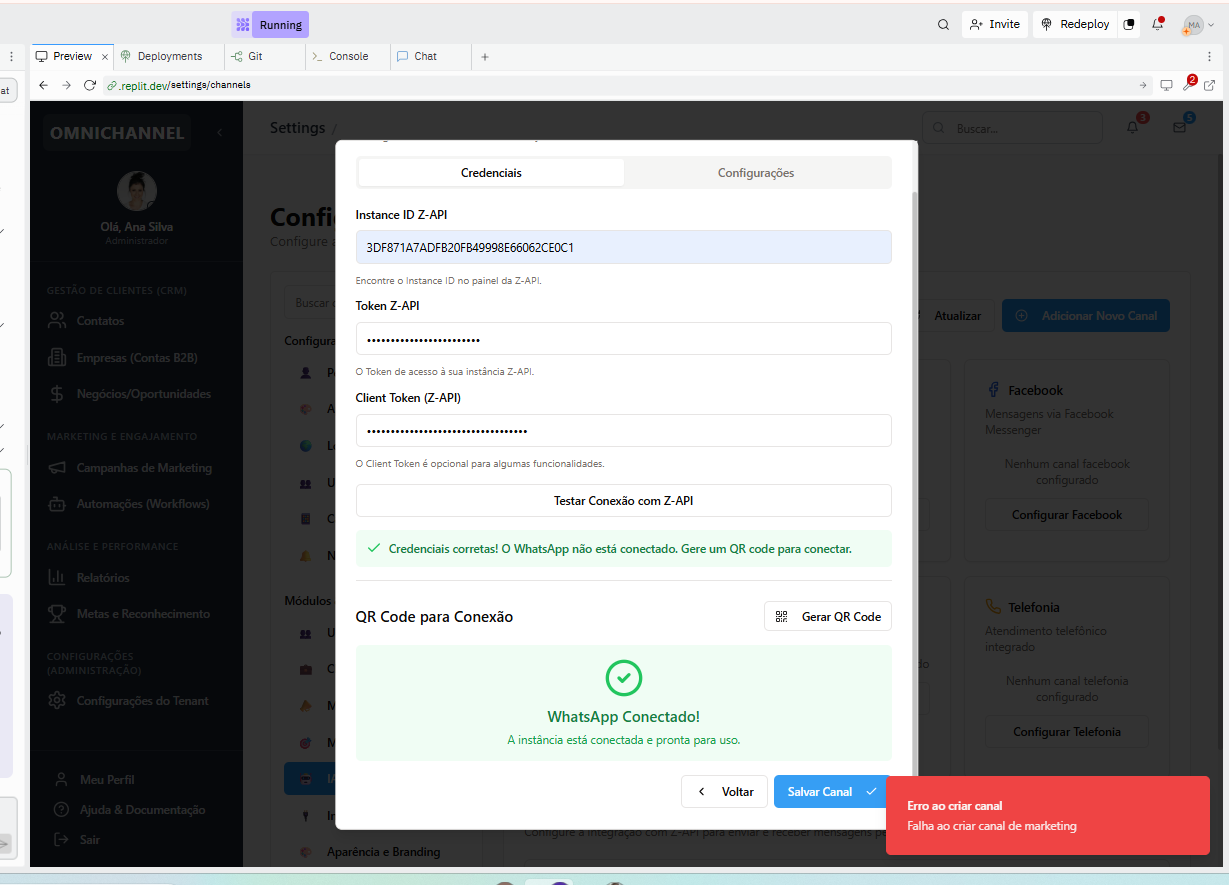 Running
Invite
Redeploy
MA
Preview
Deployments
Git
Console
Chat
at
.replit.dev/settings/channels
2
OMNICHANNEL
Settings /
Buscar...
3
5
Olá, Ana Silva
Administrador
GESTÃO DE CLIENTES (CRM)
Contatos
Empresas (Contas B2B)
Negócios/Oportunidades
MARKETING E ENGAJAMENTO
Campanhas de Marketing
Automações (Workflows)
ANÁLISE E PERFORMANCE
Relatórios
Metas e Reconhecimento
CONFIGURAÇÕES
(ADMINISTRAÇÃO)
Configurações do Tenant
Meu Perfil
Ajuda & Documentação
Sair
Credenciais
Configurações
Instance ID Z-API
3DF871A7ADFB20FB49998E66062CE0C1
Encontre o Instance ID no painel da Z-API.
Token Z-API
O Token de acesso à sua instância Z-API.
Client Token (Z-API)
O Client Token é opcional para algumas funcionalidades.
Testar Conexão com Z-API
Credenciais corretas! O WhatsApp não está conectado. Gere um QR code para conectar.
QR Code para Conexão
Gerar QR Code
WhatsApp Conectado!
A instância está conectada e pronta para uso.
Voltar
Salvar Canal
Atualizar
Adicionar Novo Canal
Facebook
Mensagens via Facebook
Messenger
Nenhum canal facebook
configurado
Configurar Facebook
Telefonia
Atendimento telefônico
integrado
Nenhum canal telefonia
configurado
Configurar Telefonia
Erro ao criar canal
Falha ao criar canal de marketing
Configure a integração com Z-API para enviar e receber mensagens
Aparência e Branding